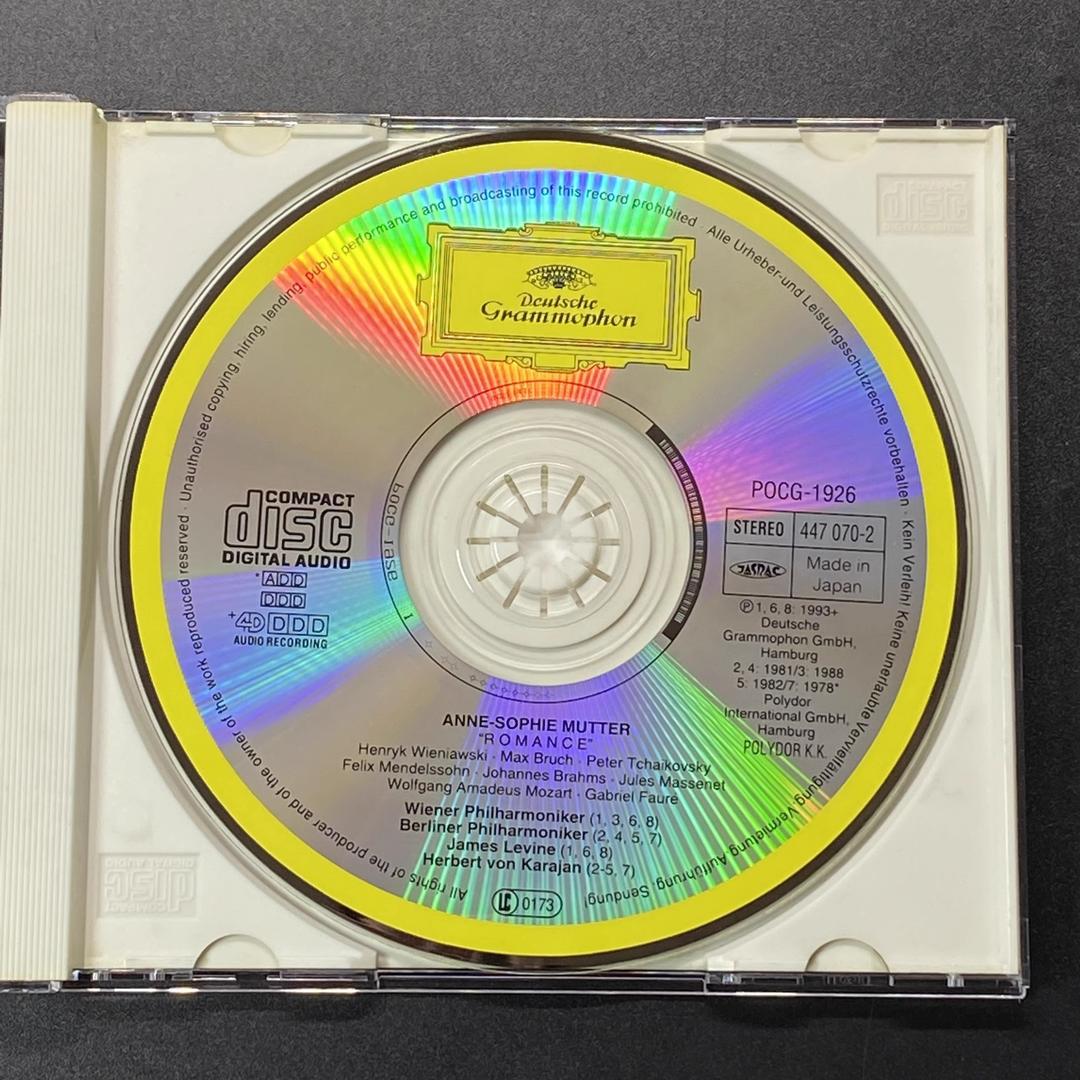 All rights of the producer and of the owner of the work reproduced reserved · Unauthorised copying, hiring, lending, public performance and broadcasting of this record prohibited · Alle Urheber-und Leistungsschutzrechte vorbehalten · Kein Verleih! Keine unerlaubte Vervielfältigung, Vermietung, Aufführung, Sendung!
Deutsche
Grammophon
COMPACT
disc
DIGITAL AUDIO
*ADD
DDD
+4D DDD
AUDIO RECORDING
POCG-1926
STEREO
447 070-2
JASRAC
Made in
Japan
Ⓟ 1, 6, 8: 1993+
Deutsche
Grammophon GmbH,
Hamburg
2, 4: 1981/3: 1988
5: 1982/7: 1978*
Polydor
International GmbH,
Hamburg
POLYDOR K.K.
ANNE-SOPHIE MUTTER
"ROMANCE"
Henryk Wieniawski · Max Bruch · Peter Tchaikovsky
Felix Mendelssohn · Johannes Brahms · Jules Massenet
Wolfgang Amadeus Mozart · Gabriel Fauré
Wiener Philharmoniker (1, 3, 6, 8)
Berliner Philharmoniker (2, 4, 5, 7)
James Levine (1, 6, 8)
Herbert von Karajan (2-5, 7)
LC 0173
COMPACT
disc
DIGITAL AUDIO
COMPACT
disc
DIGITAL AUDIO